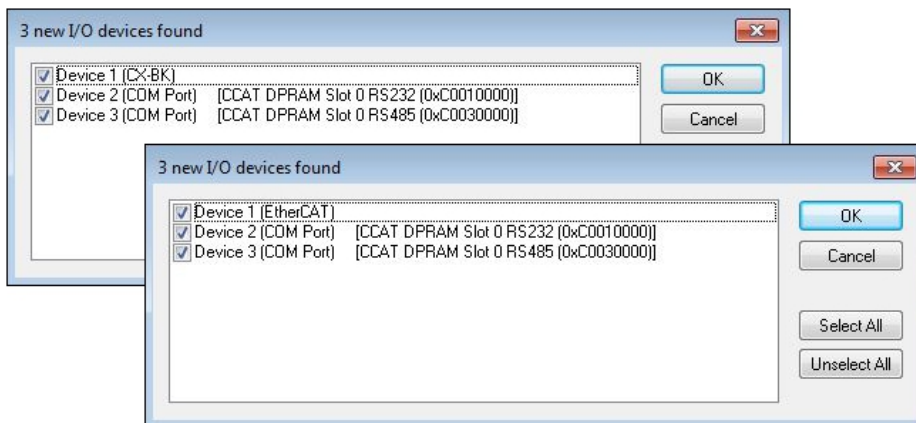 3 new I/O devices found
Device 1 (CX-BK)
Device 2 (COM Port) [CCAT DPRAM Slot 0 RS232 (0xC0010000)]
Device 3 (COM Port) [CCAT DPRAM Slot 0 RS485 (0xC0030000)]
OK
Cancel
3 new I/O devices found
Device 1 (EtherCAT)
Device 2 (COM Port) [CCAT DPRAM Slot 0 RS232 (0xC0010000)]
Device 3 (COM Port) [CCAT DPRAM Slot 0 RS485 (0xC0030000)]
OK
Cancel
Select All
Unselect All